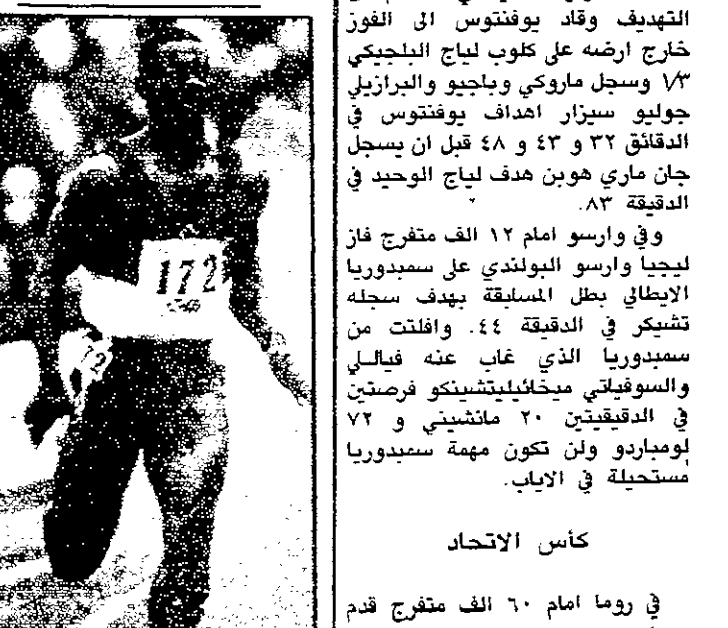 التهديف وقاد يوفنتوس الى الفوز
خارج ارضه على كلوب لياج البلجيكي
١/٣ وسجل ماروكي وباجيو والبرازيلي
جوليو سيزار اهداف يوفنتوس في
الدقائق ٣٢ و ٤٣ و ٤٨ قبل ان يسجل
جان ماري هوبن هدف لياج الوحيد في
الدقيقة ٨٣.
وفي وارسو امام ١٢ الف متفرج فاز
ليجيا وارسو البولندي على سمبدوريا
الايطالي بطل المسابقة بهدف سجله
تشيكر في الدقيقة ٤٤. وافلتت من
سمبدوريا الذي غاب عنه فيالـلي
والسوفياتي ميخائيليتشينكو فرصتين
في الدقيقيتين ٢٠ مانشيني و ٧٢
لومباردو ولن تكون مهمة سمبدوريا
مستحيلة في الاياب.
كأس الاتحاد
في روما امام ٦٠ الف متفرج قدم
172